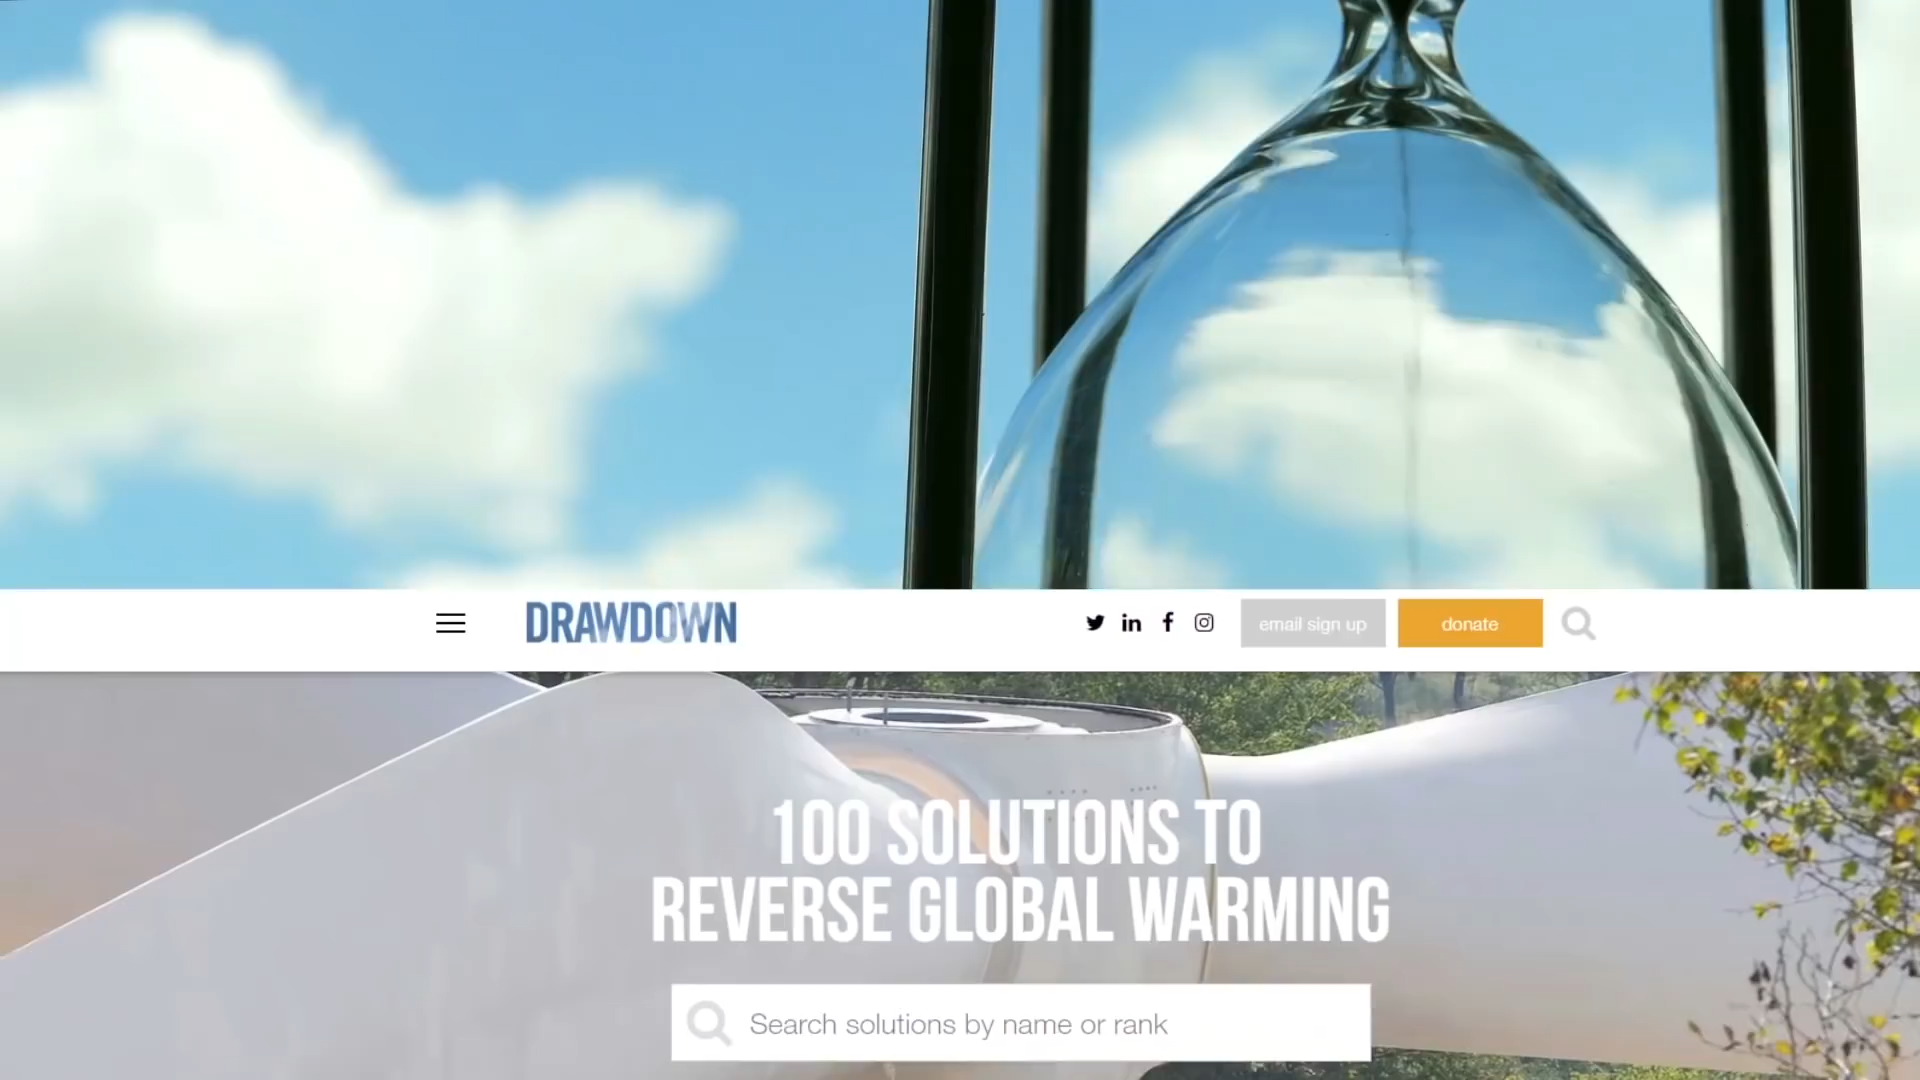 DRAWDOWN
email sign up
donate
100 SOLUTIONS TO
REVERSE GLOBAL WARMING
Search solutions by name or rank